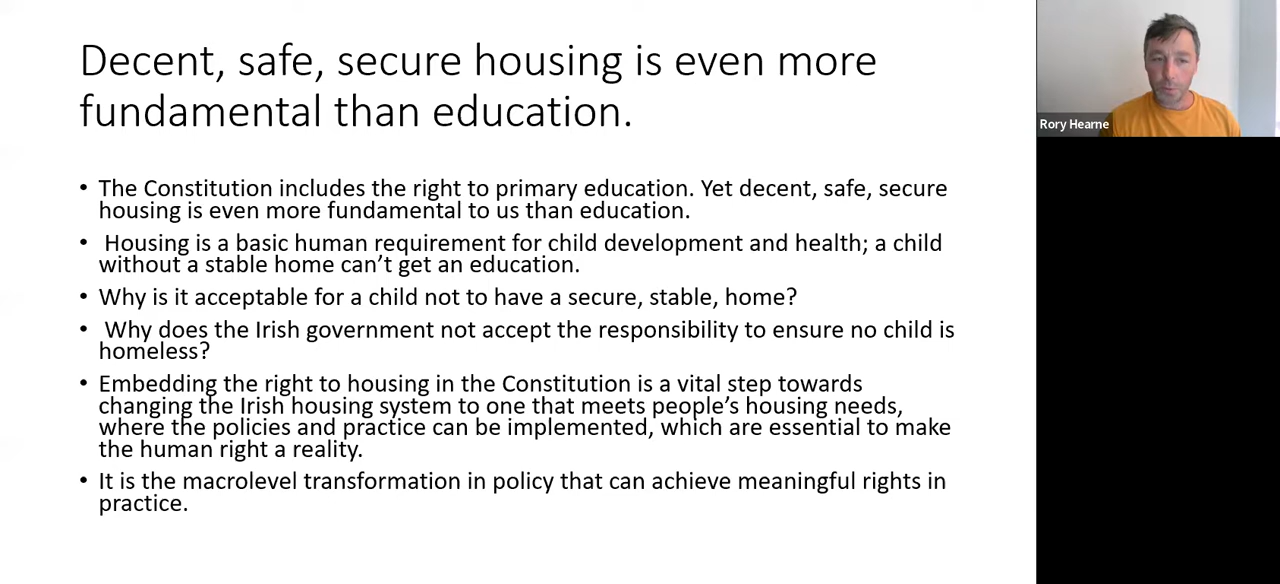 Decent, safe, secure housing is even more
fundamental than education.
• The Constitution includes the right to primary education. Yet decent, safe, secure
housing is even more fundamental to us than education.
• Housing is a basic human requirement for child development and health; a child
without a stable home can’t get an education.
• Why is it acceptable for a child not to have a secure, stable, home?
• Why does the Irish government not accept the responsibility to ensure no child is
homeless?
• Embedding the right to housing in the Constitution is a vital step towards
changing the Irish housing system to one that meets people’s housing needs,
where the policies and practice can be implemented, which are essential to make
the human right a reality.
• It is the macrolevel transformation in policy that can achieve meaningful rights in
practice.
Rory Hearne